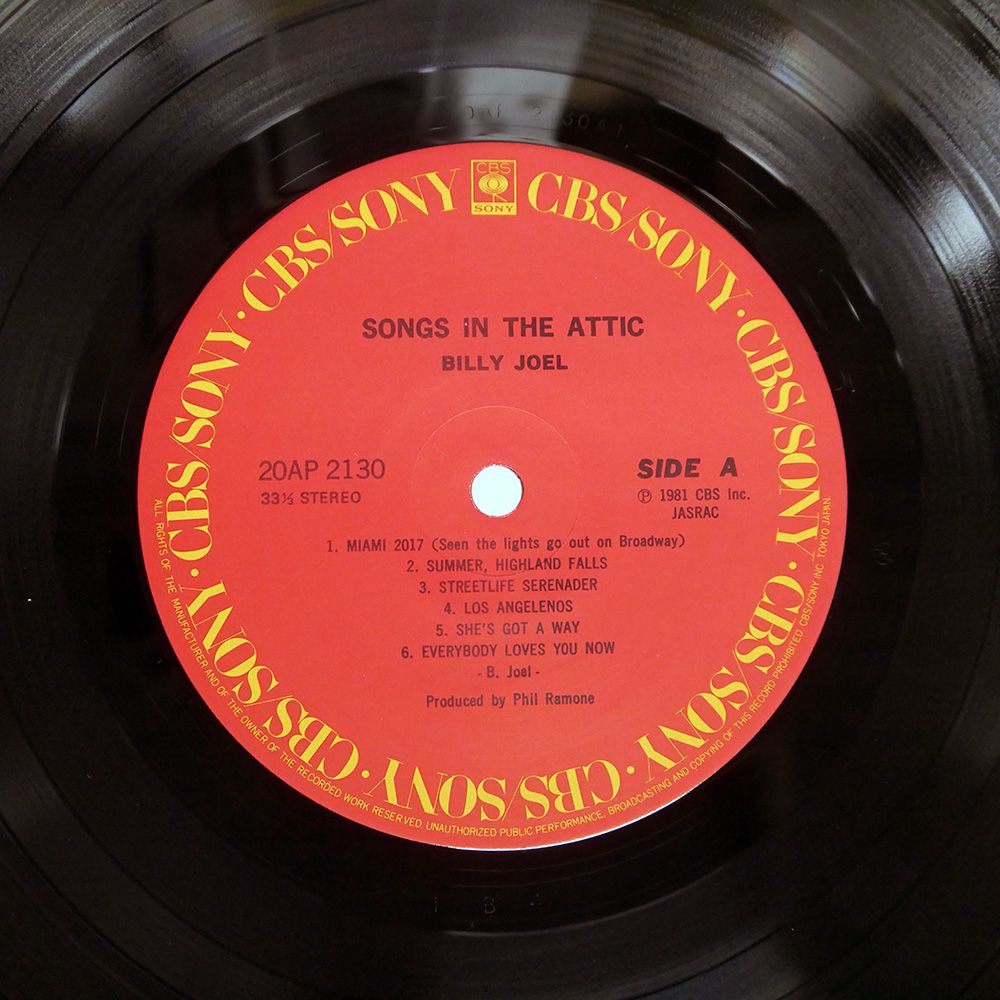 CBS
SONY
CBS/SONY · CBS/SONY · CBS/SONY · CBS/SONY · CBS/SONY · CBS/SONY · CBS/SONY · CBS/SONY · CBS/SONY · CBS/SONY
SONGS IN THE ATTIC
BILLY JOEL
20AP 2130
33⅓ STEREO
SIDE A
Ⓟ 1981 CBS Inc.
JASRAC
1. MIAMI 2017 (Seen the lights go out on Broadway)
2. SUMMER, HIGHLAND FALLS
3. STREETLIFE SERENADER
4. LOS ANGELENOS
5. SHE'S GOT A WAY
6. EVERYBODY LOVES YOU NOW
- B. Joel -
Produced by Phil Ramone
ALL RIGHTS OF THE MANUFACTURER AND OF THE OWNER OF THE RECORDED WORK RESERVED. UNAUTHORIZED PUBLIC PERFORMANCE, BROADCASTING AND COPYING OF THIS RECORD PROHIBITED CBS/SONY INC TOKYO JAPAN